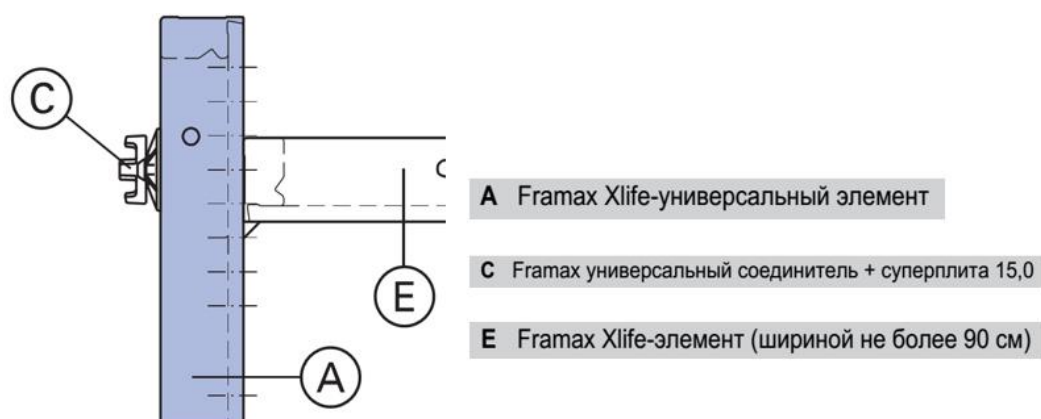 C
A Framax Xlife-универсальный элемент
C Framax универсальный соединитель + суперплита 15,0
E
E Framax Xlife-элемент (шириной не более 90 см)
A